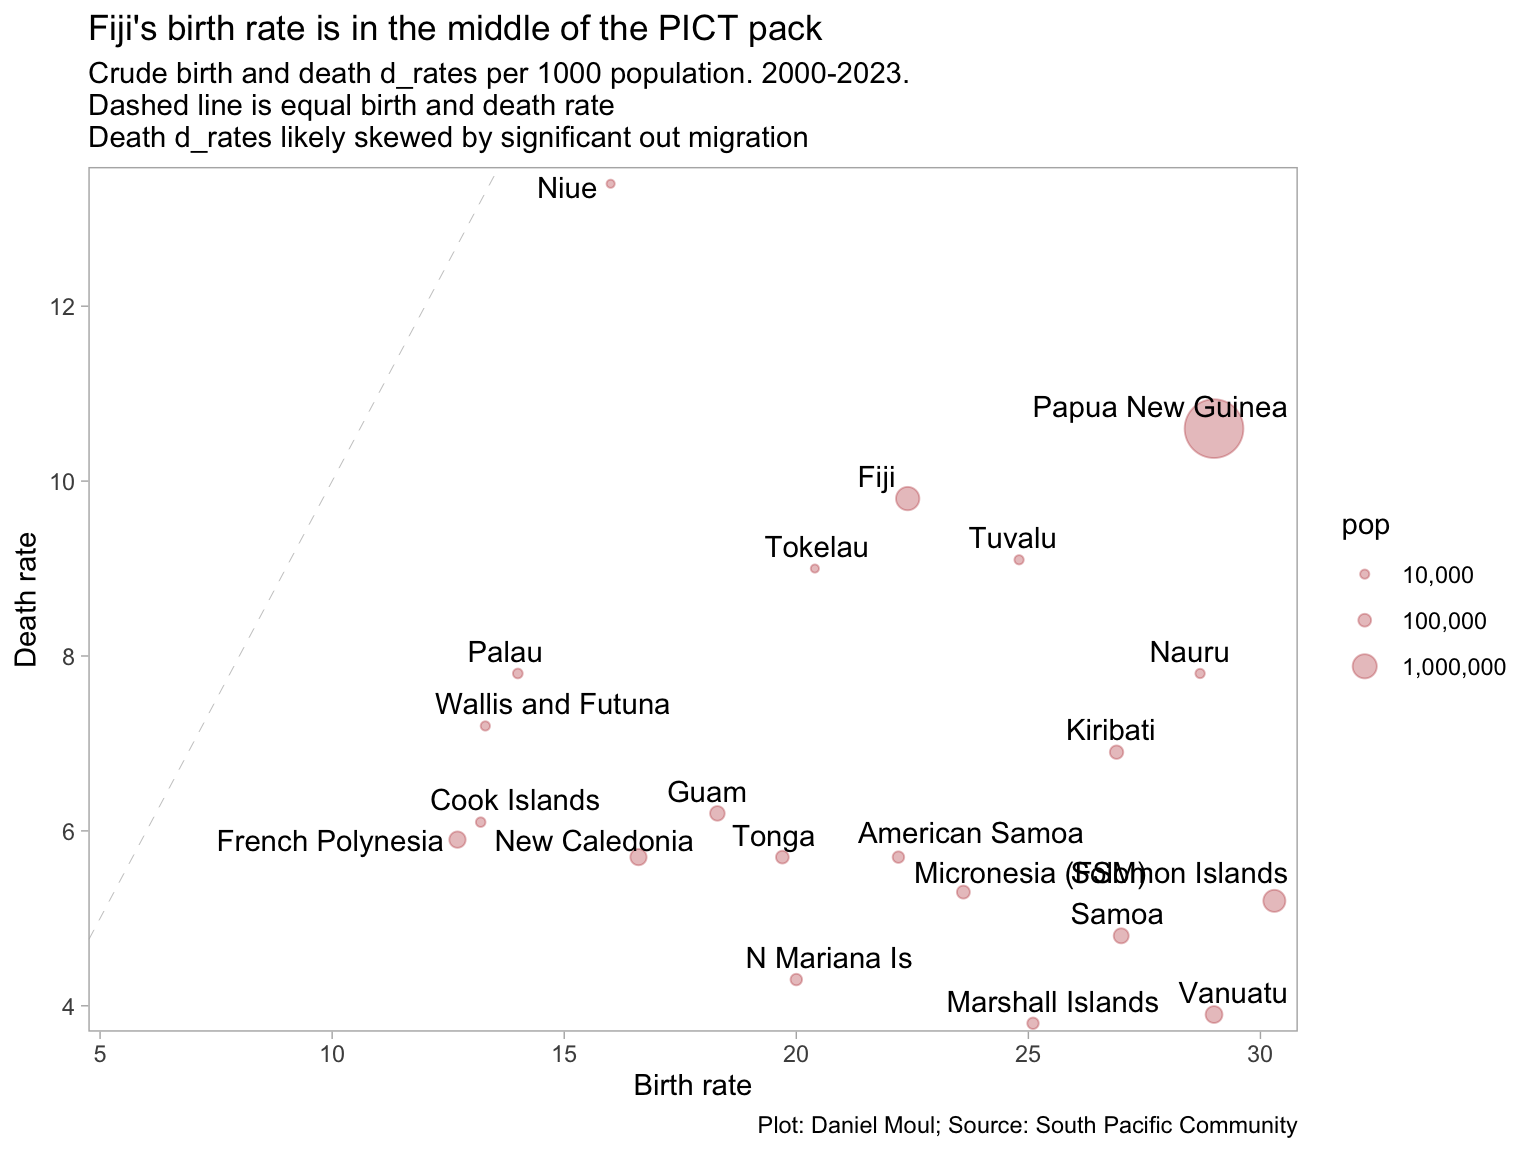 Fiji's birth rate is in the middle of the PICT pack
Crude birth and death d_rates per 1000 population. 2000-2023.
Dashed line is equal birth and death rate
Death d_rates likely skewed by significant out migration
Niue
12
Papua New Guinea
10
Fiji
Tuvalu
Tokelau
8
Palau
Nauru
Wallis and Futuna
Kiribati
Guam
Cook Islands
6
French Polynesia
New Caledonia
Tonga
American Samoa
Micronesia (FSM)
Solomon Islands
Samoa
N Mariana Is
4
Marshall Islands
Vanuatu
5
10
15
20
25
30
Death rate
Birth rate
pop
10,000
100,000
1,000,000
Plot: Daniel Moul; Source: South Pacific Community